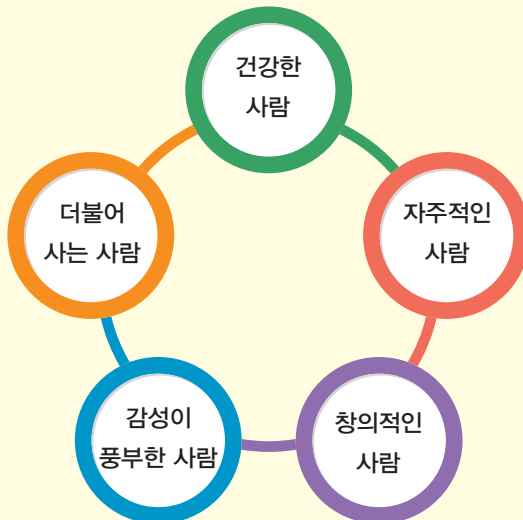 건강한
사람
자주적인
사람
창의적인
사람
감성이
풍부한 사람
더불어
사는 사람